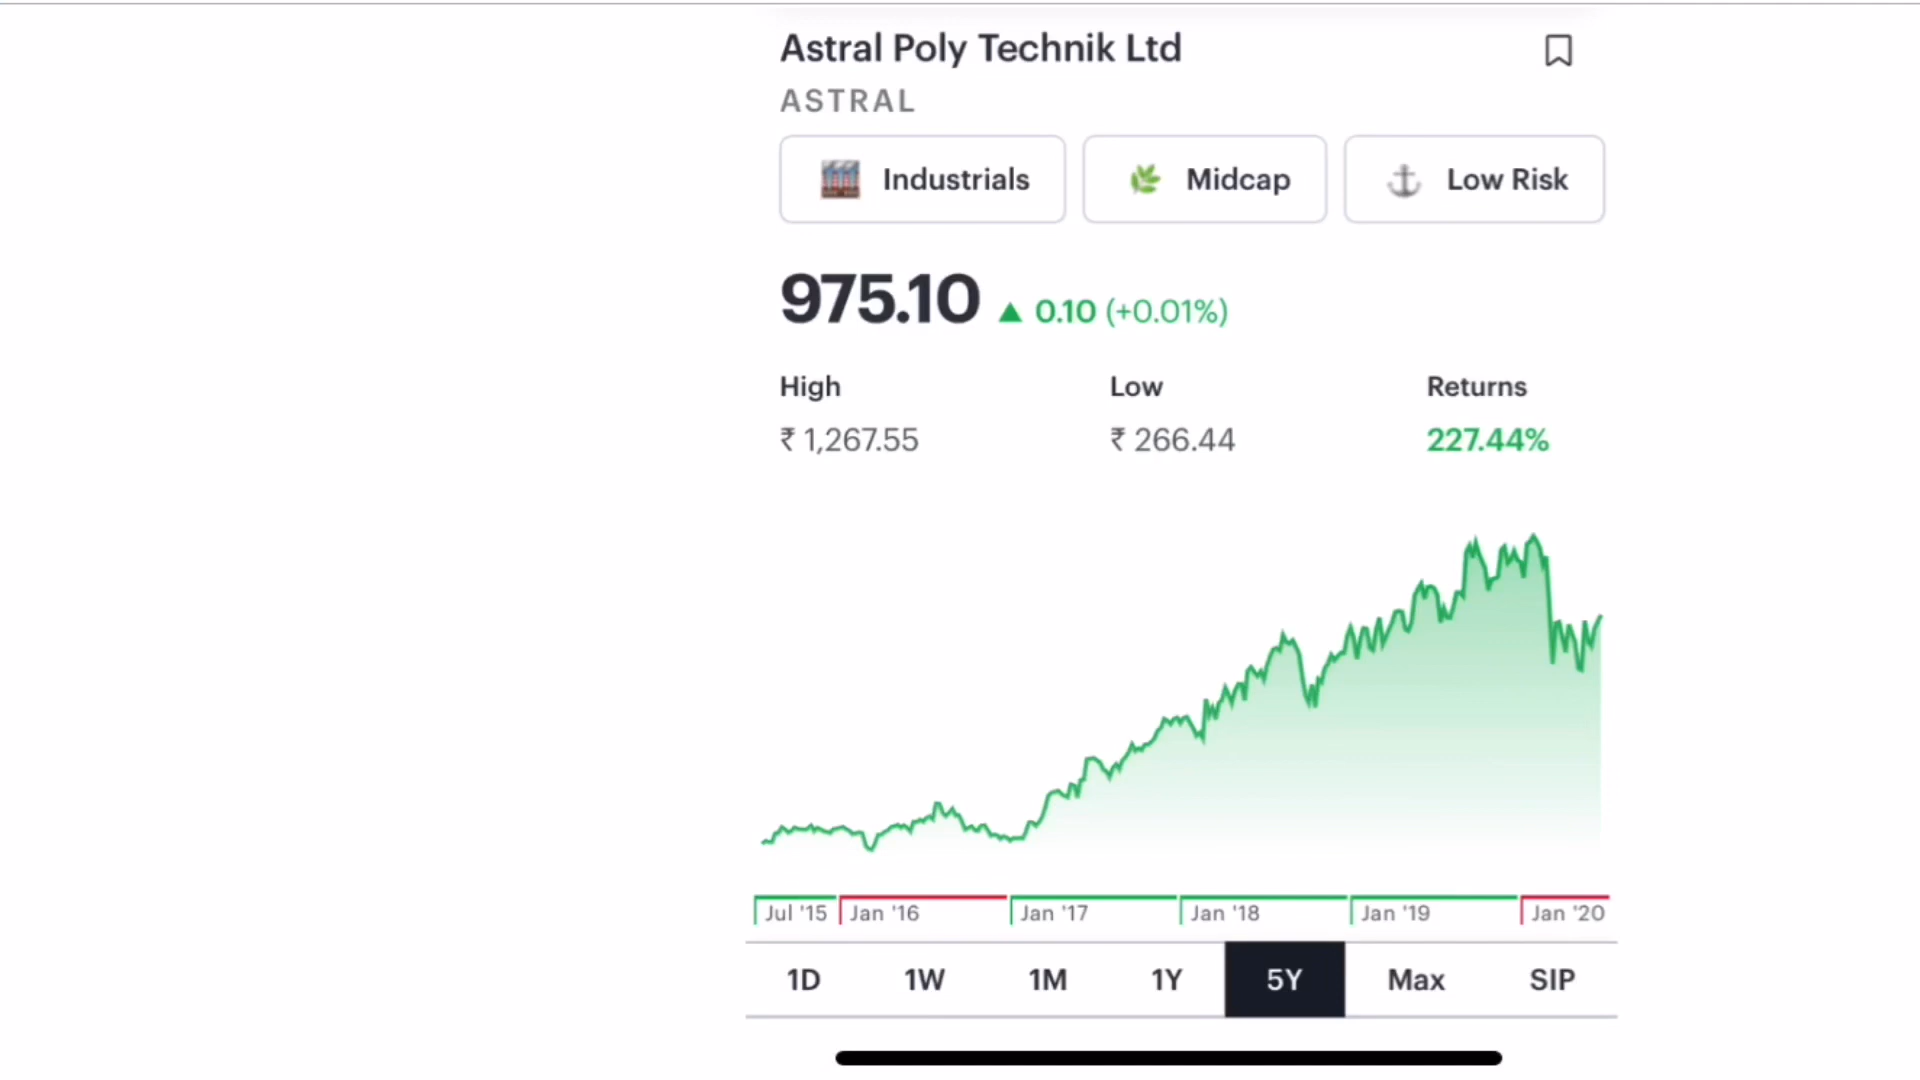 Astral Poly Technik Ltd
ASTRAL
Industrials Midcap Low Risk
975.10 ▲ 0.10 (+0.01%)
High Low Returns
₹ 1,267.55 ₹ 266.44 227.44%
Jul '15 Jan '16 Jan '17 Jan '18 Jan '19 Jan '20
1D 1W 1M 1Y 5Y Max SIP